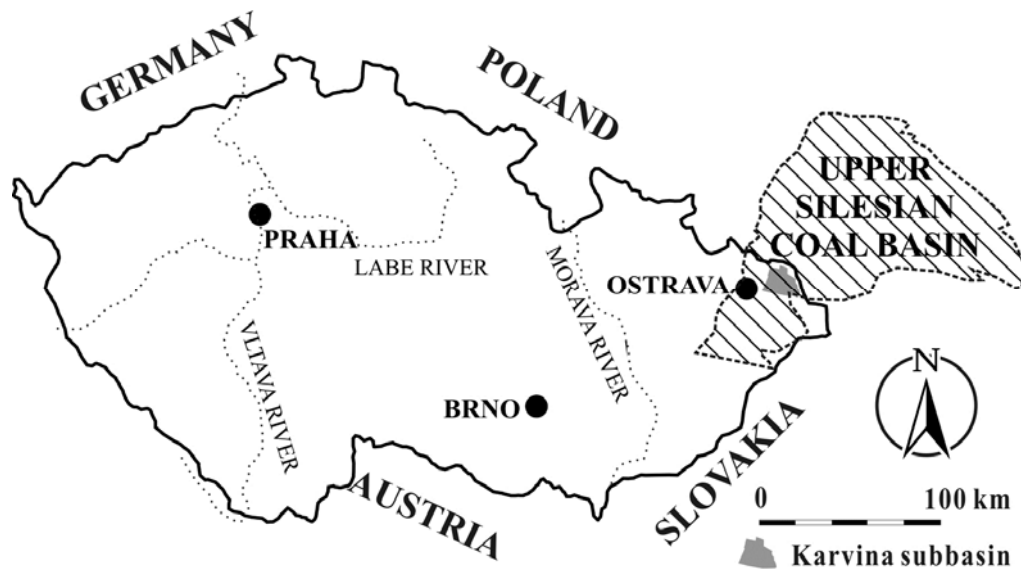 GERMANY
POLAND
UPPER
SILESIAN
COAL BASIN
PRAHA
LABE RIVER
MORAVA RIVER
OSTRAVA
VLTAVA RIVER
BRNO
N
AUSTRIA
SLOVAKIA
0 100 km
Karvina subbasin